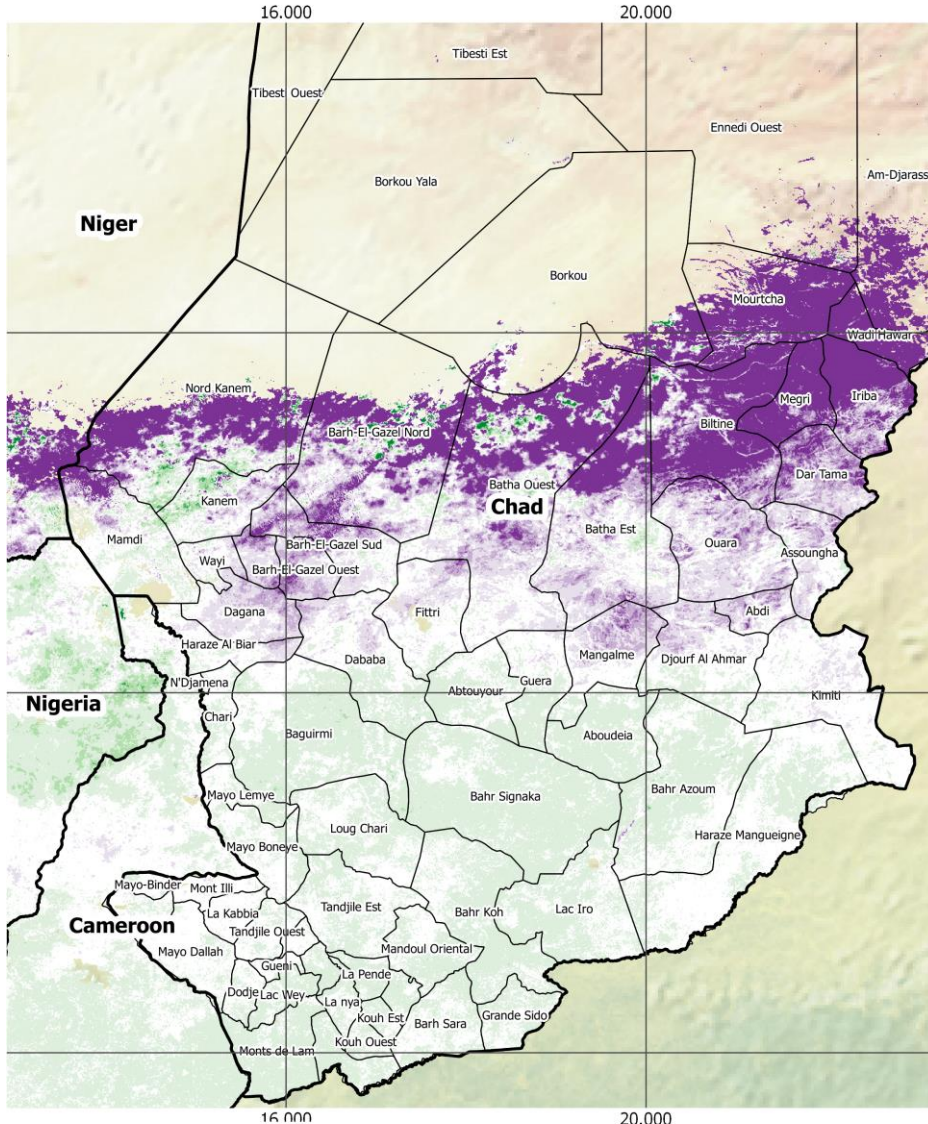 16.000
20.000
Tibesti Est
Tibesti Ouest
Ennedi Ouest
Am-Djarass
Borkou Yala
Niger
Borkou
Mourtcha
Wadi Hawar
Nord Kanem
Megri
Iriba
Barh-El-Gazel Nord
Biltine
Dar Tama
Batha Ouest
Kanem
Chad
Batha Est
Mamdi
Ouara
Barh-El-Gazel Sud
Assoungha
Wayi
Barh-El-Gazel Ouest
Dagana
Fittri
Abdi
Haraze Al Biar
Dababa
Mangalme
Djourf Al Ahmar
N'Djamena
Guera
Abtouyour
Kimiti
Nigeria
Chari
Baguirmi
Aboudeia
Bahr Signaka
Bahr Azoum
Mayo Lemye
Loug Chari
Haraze Mangueigne
Mayo Boneye
Mayo-Binder
Mont Illi
La Kabbia
Tandjile Est
Bahr Koh
Lac Iro
Cameroon
Tandjile Ouest
Mayo Dallah
Mandoul Oriental
Gueni
La Pende
Dodje
Lac Wey
La nya
Kouh Est
Grande Sido
Barh Sara
Kouh Ouest
Monts de Lam
16.000
20.000